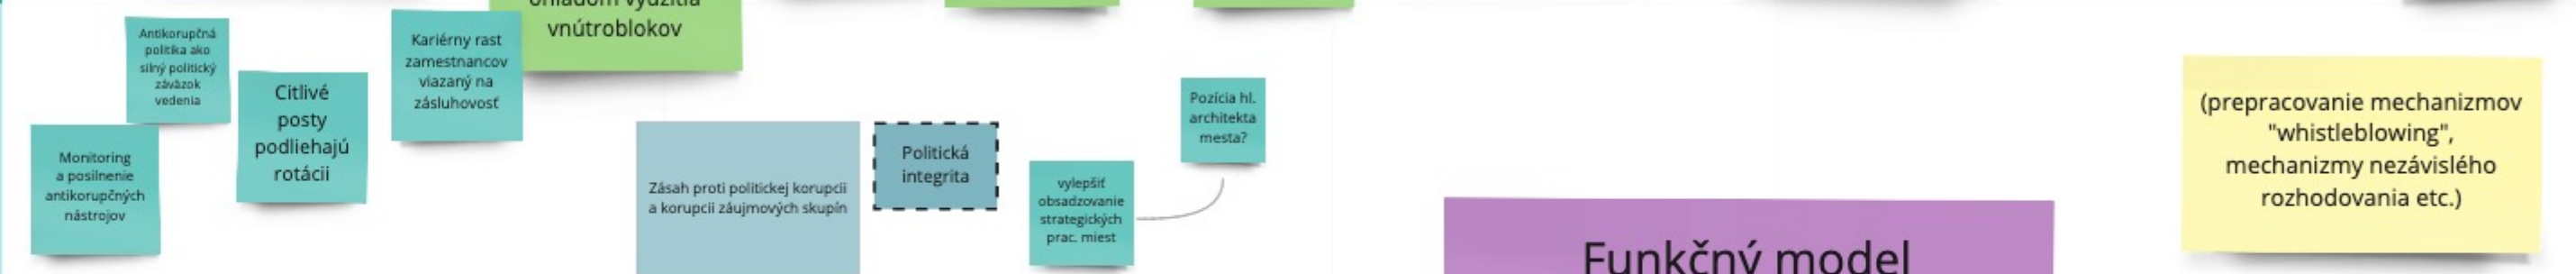 Antikorupčná
politika ako
silný politický
záväzok
vedenia
Monitoring
a posilnenie
antikorupčných
nástrojov
Citlivé
posty
podliehajú
rotácii
Kariérny rast
zamestnancov
viazaný na
zásluhovosť
ohľadom využitia
vnútroblokov
Zásah proti politickej korupcii
a korupcii záujmových skupín
Politická
integrita
vylepšiť
obsadzovanie
strategických
prac. miest
Pozícia hl.
architekta
mesta?
Funkčný model
(prepracovanie mechanizmov
"whistleblowing",
mechanizmy nezávislého
rozhodovania etc.)